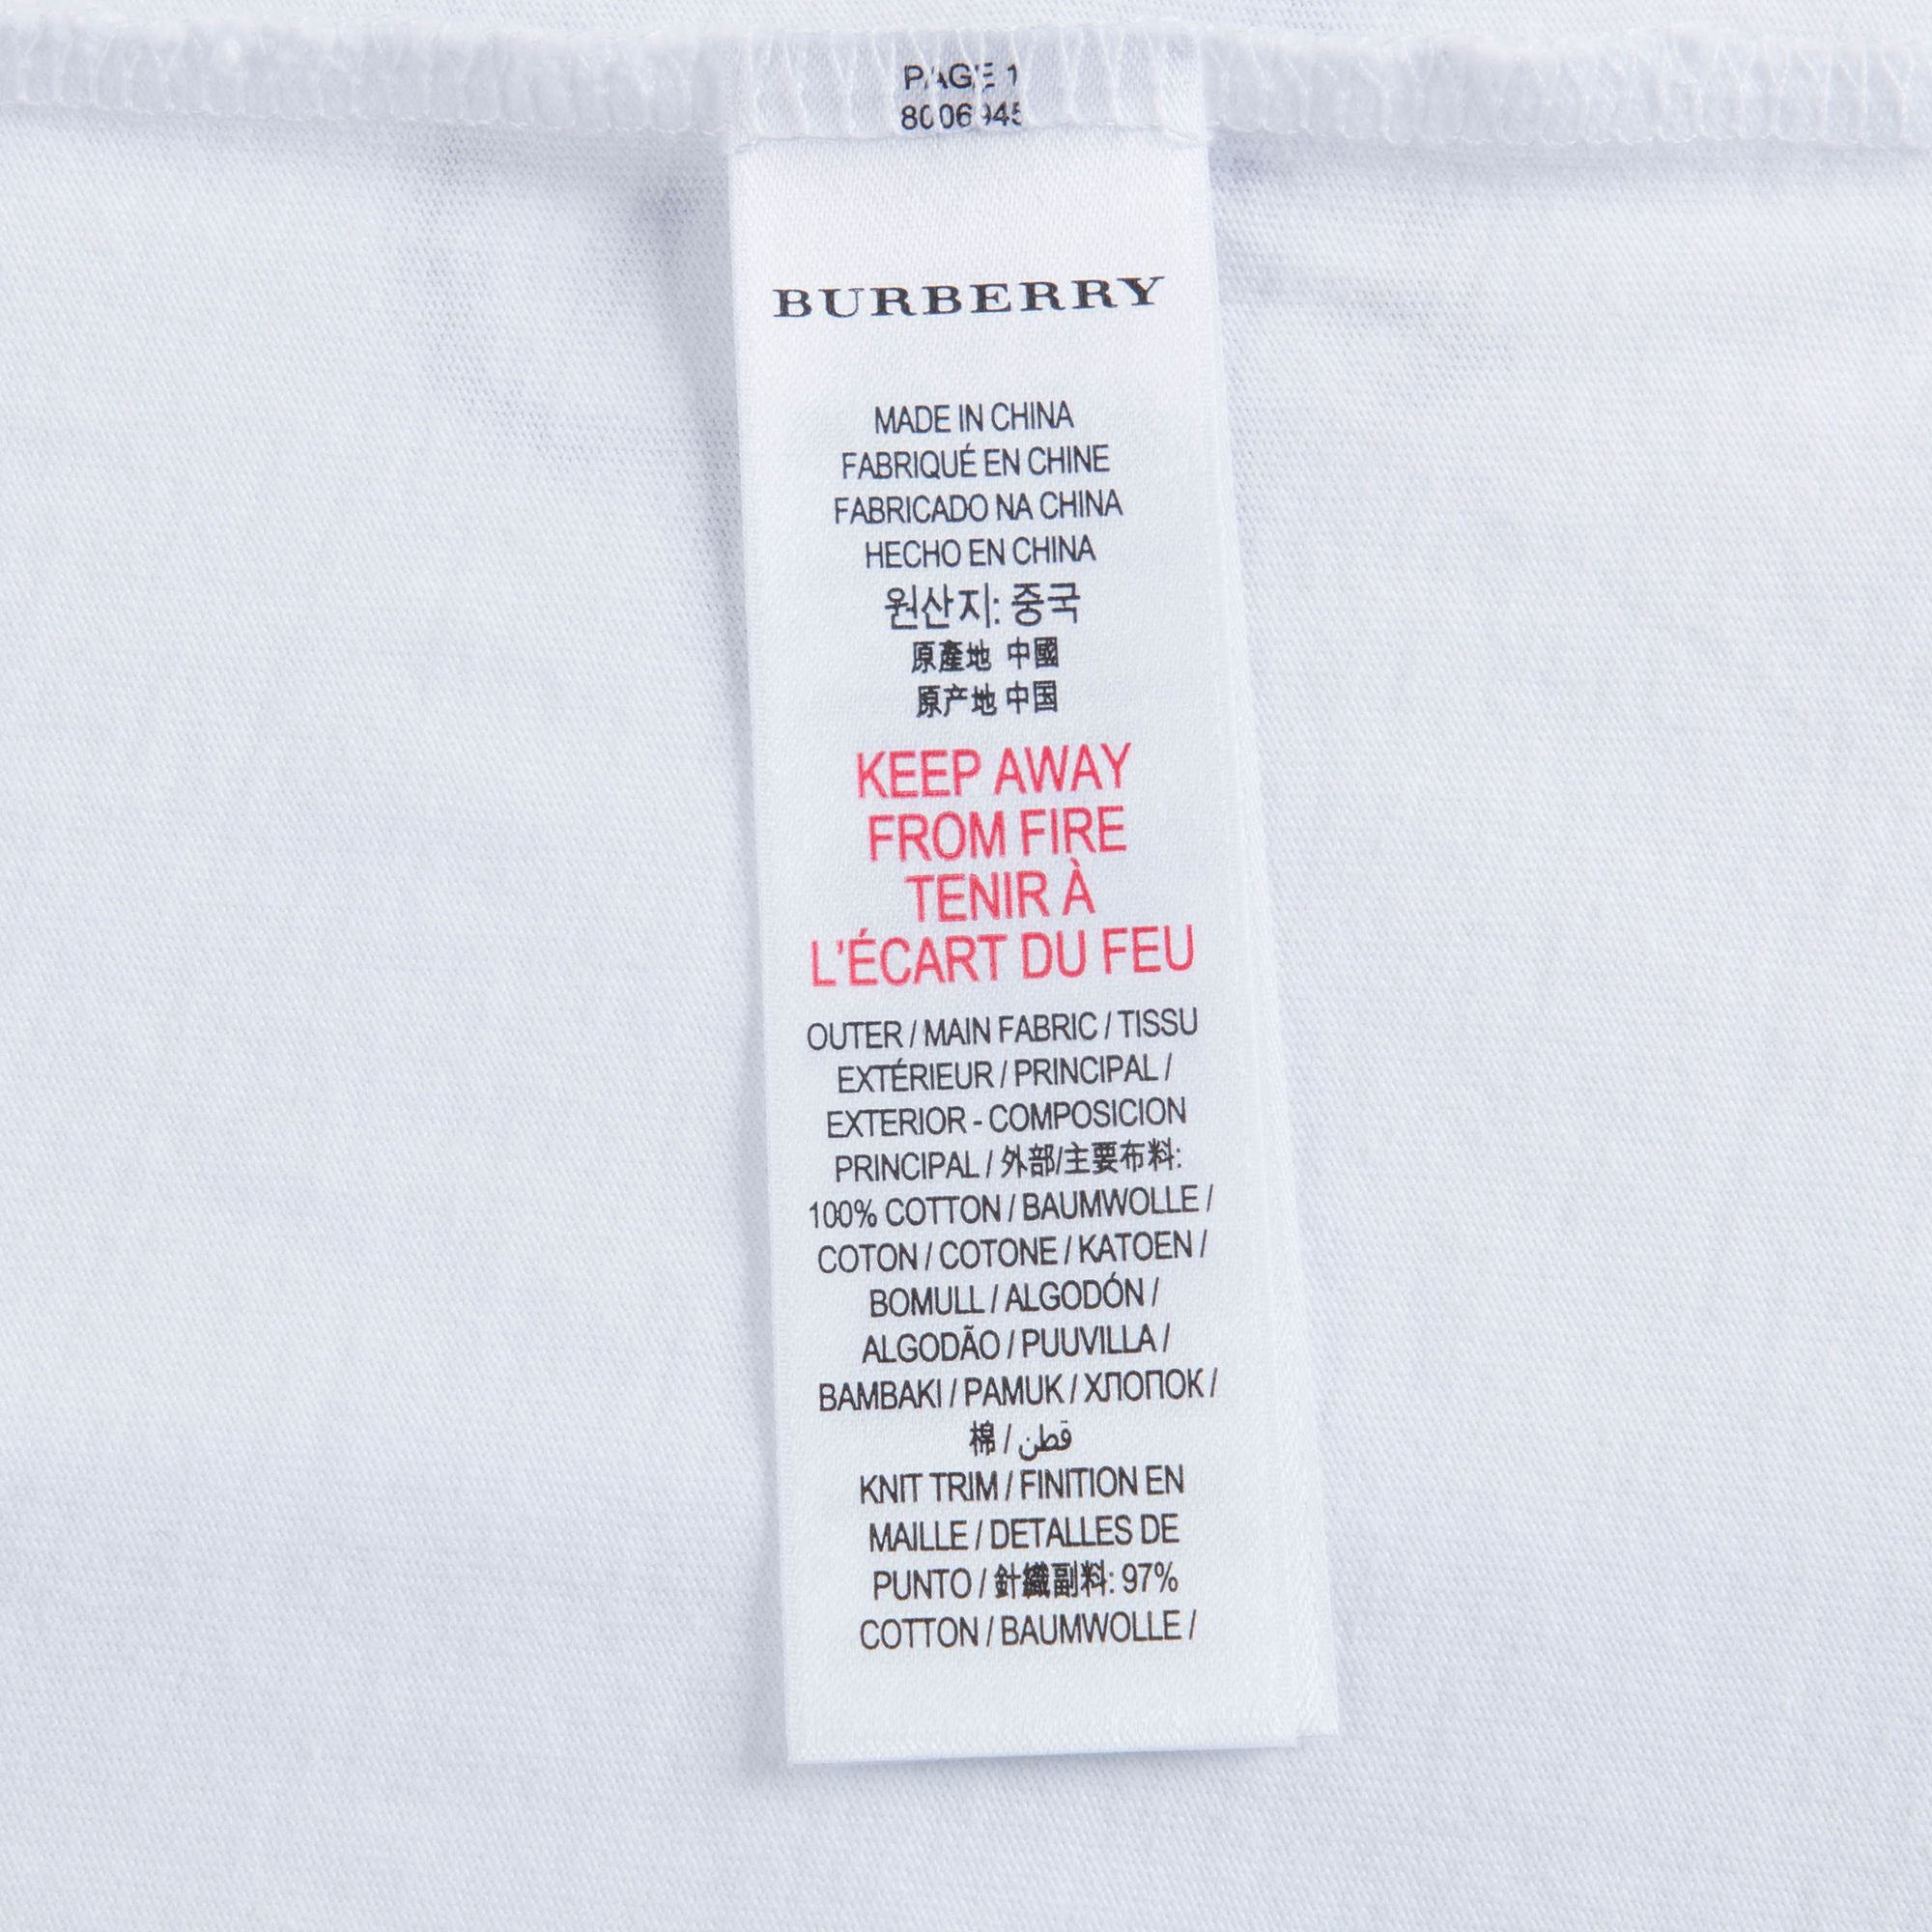 PAGE 1
8006945
BURBERRY
MADE IN CHINA
FABRIQUÉ EN CHINE
FABRICADO NA CHINA
HECHO EN CHINA
원산지: 중국
原產地 中國
原产地 中国
KEEP AWAY
FROM FIRE
TENIR À
L'ÉCART DU FEU
OUTER / MAIN FABRIC / TISSU
EXTÉRIEUR / PRINCIPAL /
EXTERIOR - COMPOSICION
PRINCIPAL / 外部/主要布料:
100% COTTON / BAUMWOLLE /
COTON / COTONE / KATOEN /
BOMULL / ALGODÓN /
ALGODÃO / PUUVILLA /
BAMBAKI / PAMUK / ХЛОПОК /
棉 / قطن
KNIT TRIM / FINITION EN
MAILLE / DETALLES DE
PUNTO / 針織副料: 97%
COTTON / BAUMWOLLE /